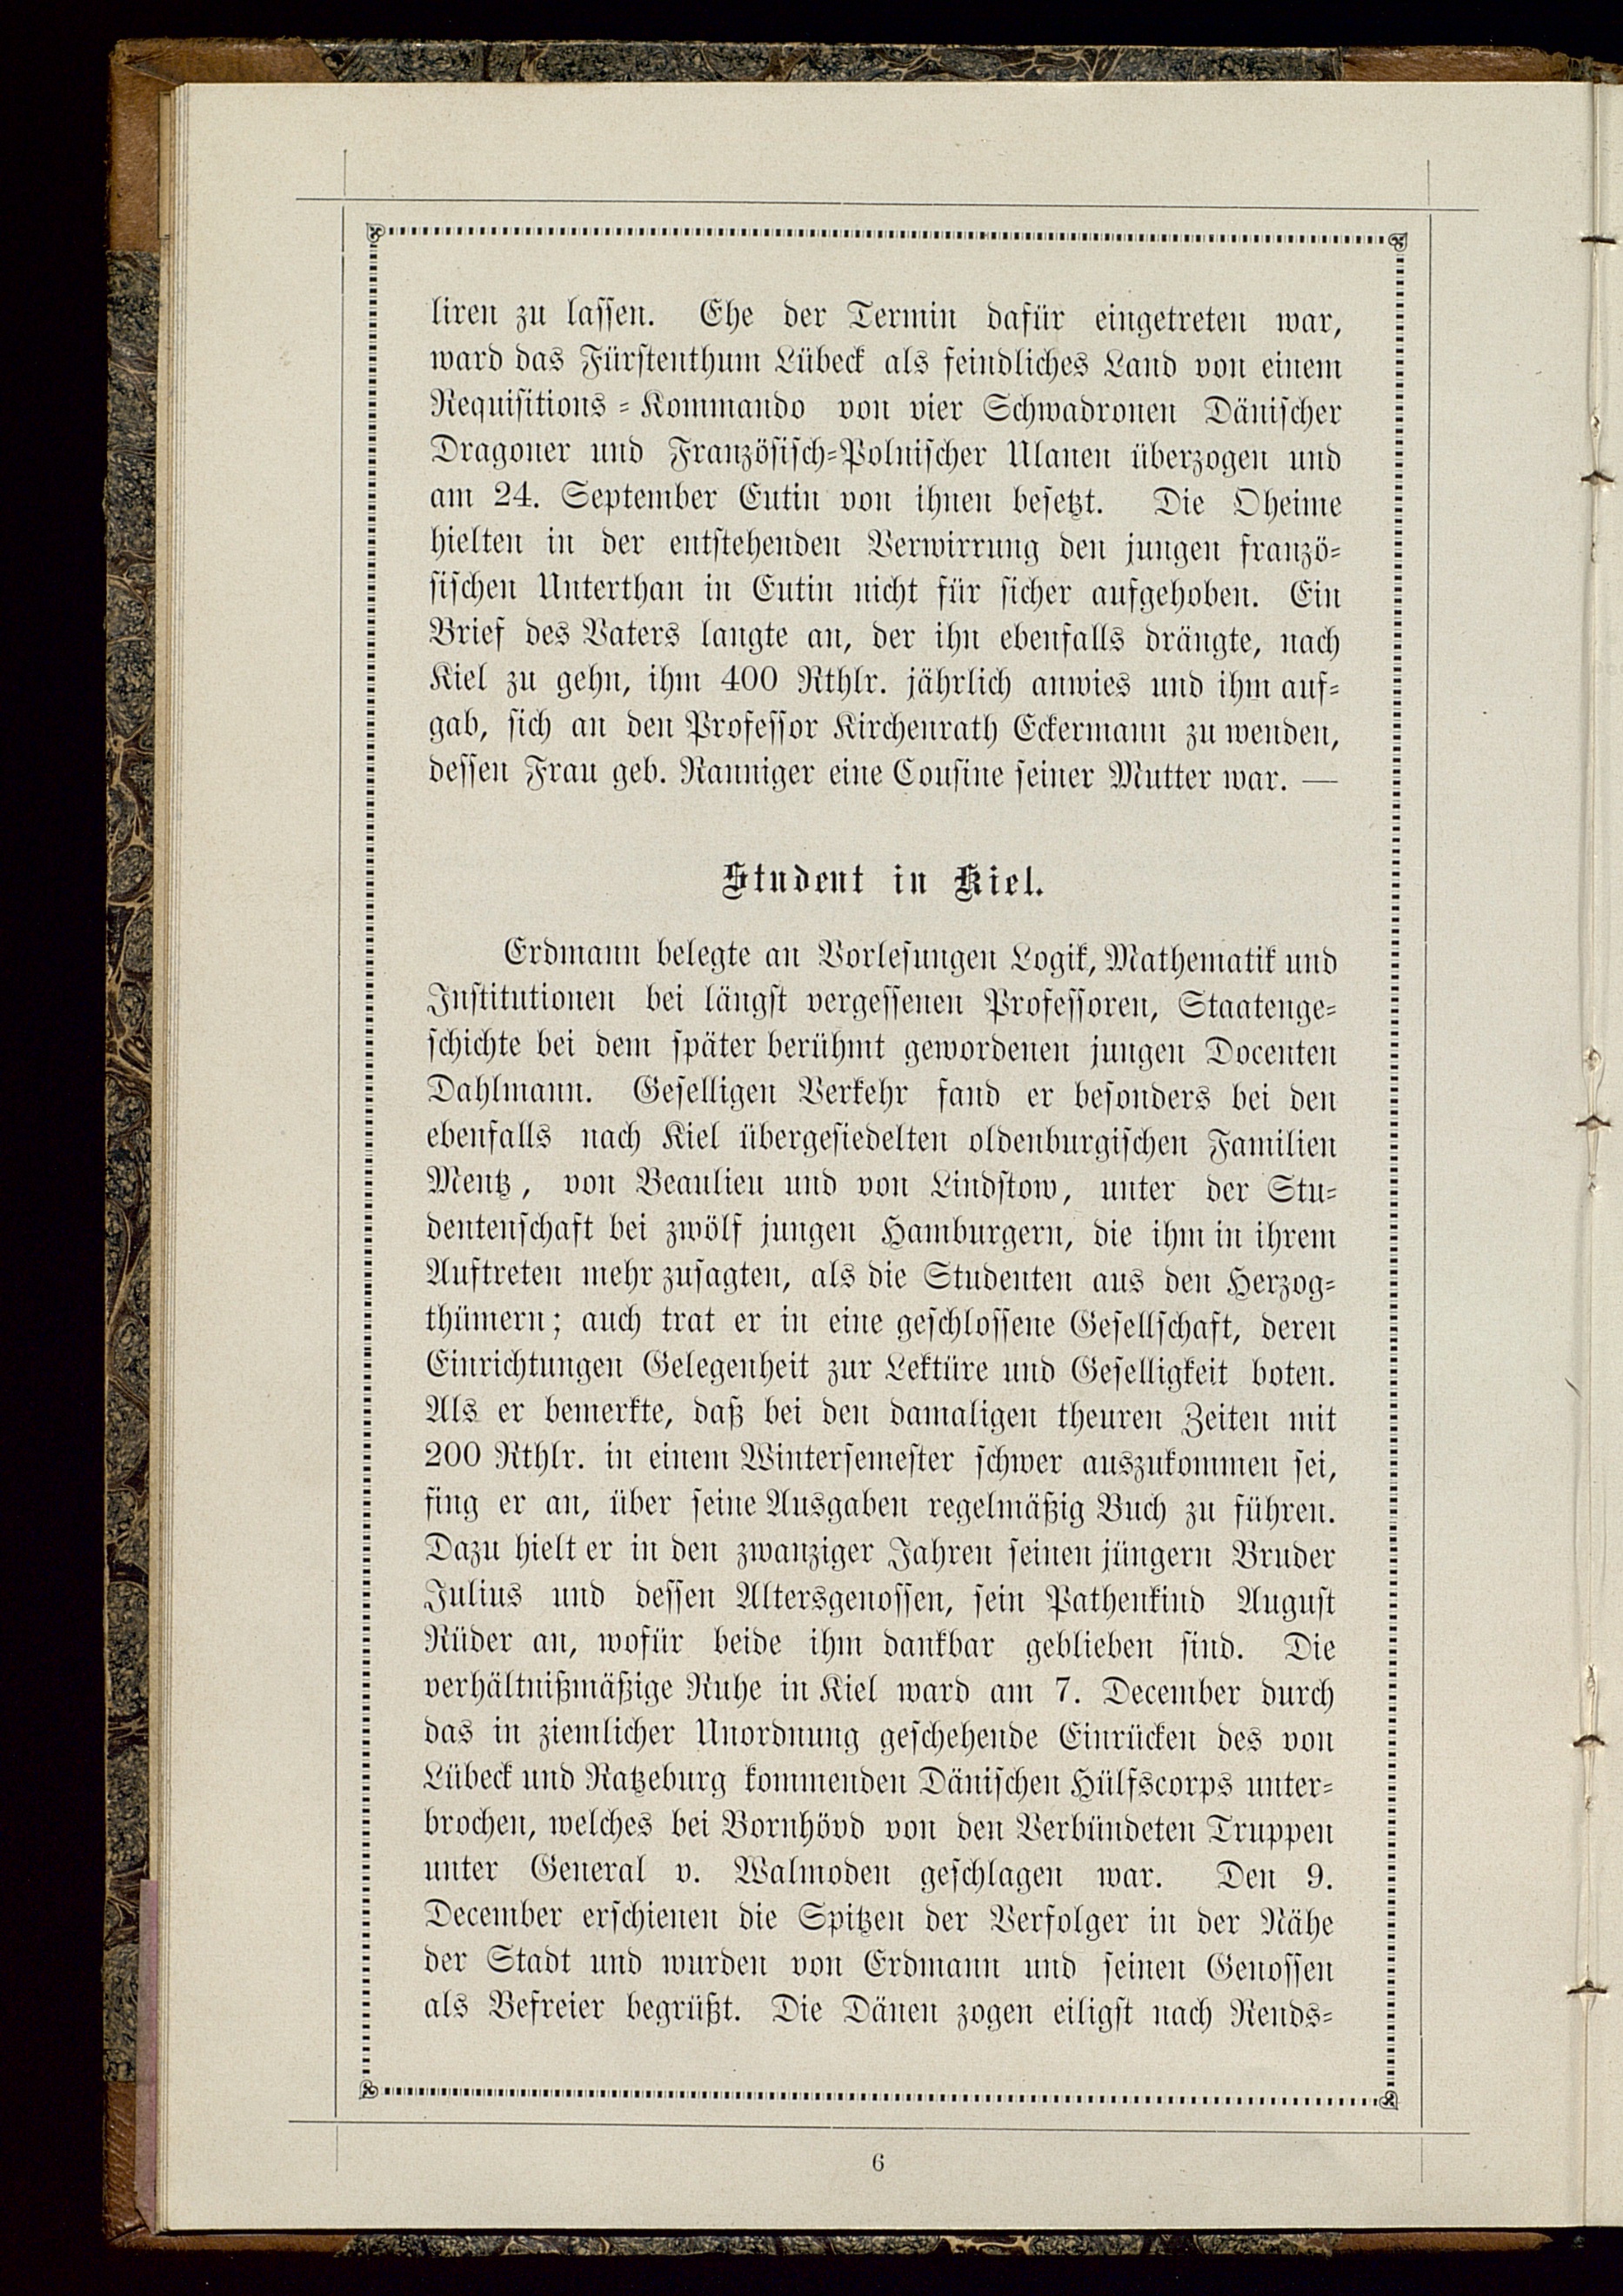 liren zu lassen. Ehe der Termin dafür eingetreten war,
ward das Fürstenthum Lübeck als feindliches Land von einem
Requisitions=Kommando von vier Schwadronen Dänischer
Dragoner und Französisch=Polnischer Ulanen überzogen und
am 24. September Eutin von ihnen besetzt. Die Oheime
hielten in der entstehenden Verwirrung den jungen franzö=
sischen Unterthan in Eutin nicht für sicher aufgehoben. Ein
Brief des Vaters langte an, der ihn ebenfalls drängte, nach
Kiel zu gehn, ihm 400 Rthlr. jährlich anwies und ihm auf=
gab, sich an den Professor Kirchenrath Eckermann zu wenden,
dessen Frau geb. Ranniger eine Cousine seiner Mutter war. —
Student in Kiel.
Erdmann belegte an Vorlesungen Logik, Mathematik und
Institutionen bei längst vergessenen Professoren, Staatenge=
schichte bei dem später berühmt gewordenen jungen Docenten
Dahlmann. Geselligen Verkehr fand er besonders bei den
ebenfalls nach Kiel übergesiedelten oldenburgischen Familien
Mentz, von Beaulieu und von Lindstow, unter der Stu=
dentenschaft bei zwölf jungen Hamburgern, die ihm in ihrem
Auftreten mehr zusagten, als die Studenten aus den Herzog=
thümern; auch trat er in eine geschlossene Gesellschaft, deren
Einrichtungen Gelegenheit zur Lektüre und Geselligkeit boten.
Als er bemerkte, daß bei den damaligen theuren Zeiten mit
200 Rthlr. in einem Wintersemester schwer auszukommen sei,
fing er an, über seine Ausgaben regelmäßig Buch zu führen.
Dazu hielt er in den zwanziger Jahren seinen jüngern Bruder
Julius und dessen Altersgenossen, sein Pathenkind August
Rüder an, wofür beide ihm dankbar geblieben sind. Die
verhältnißmäßige Ruhe in Kiel ward am 7. December durch
das in ziemlicher Unordnung geschehende Einrücken des von
Lübeck und Ratzeburg kommenden Dänischen Hülfscorps unter=
brochen, welches bei Bornhövd von den Verbündeten Truppen
unter General v. Walmoden geschlagen war. Den 9.
December erschienen die Spitzen der Verfolger in der Nähe
der Stadt und wurden von Erdmann und seinen Genossen
als Befreier begrüßt. Die Dänen zogen eiligst nach Rends=
6